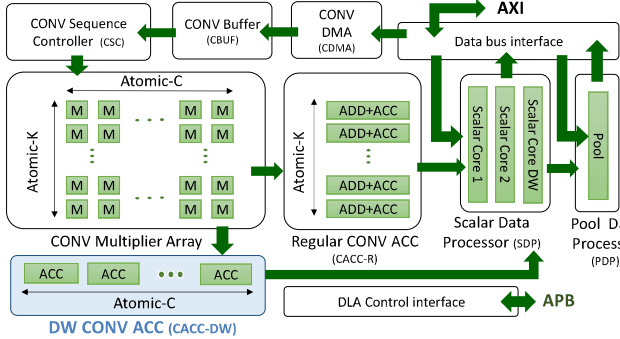 CONV Sequence
Controller (CSC)
CONV Buffer
(CBUF)
CONV
DMA
(CDMA)
AXI
Data bus interface
Atomic-C
Atomic-K
M M ... M M
M M M M
M M ... M M
M M M M
CONV Multiplier Array
Atomic-K
ADD+ACC
ADD+ACC
ADD+ACC
ADD+ACC
Regular CONV ACC
(CACC-R)
Scalar Core 1
Scalar Core 2
Scalar Core DW
Scalar Data
Processor (SDP)
Pool
Pool Da
Process
(PDP)
ACC ACC ACC
Atomic-C
DW CONV ACC (CACC-DW)
DLA Control interface
APB